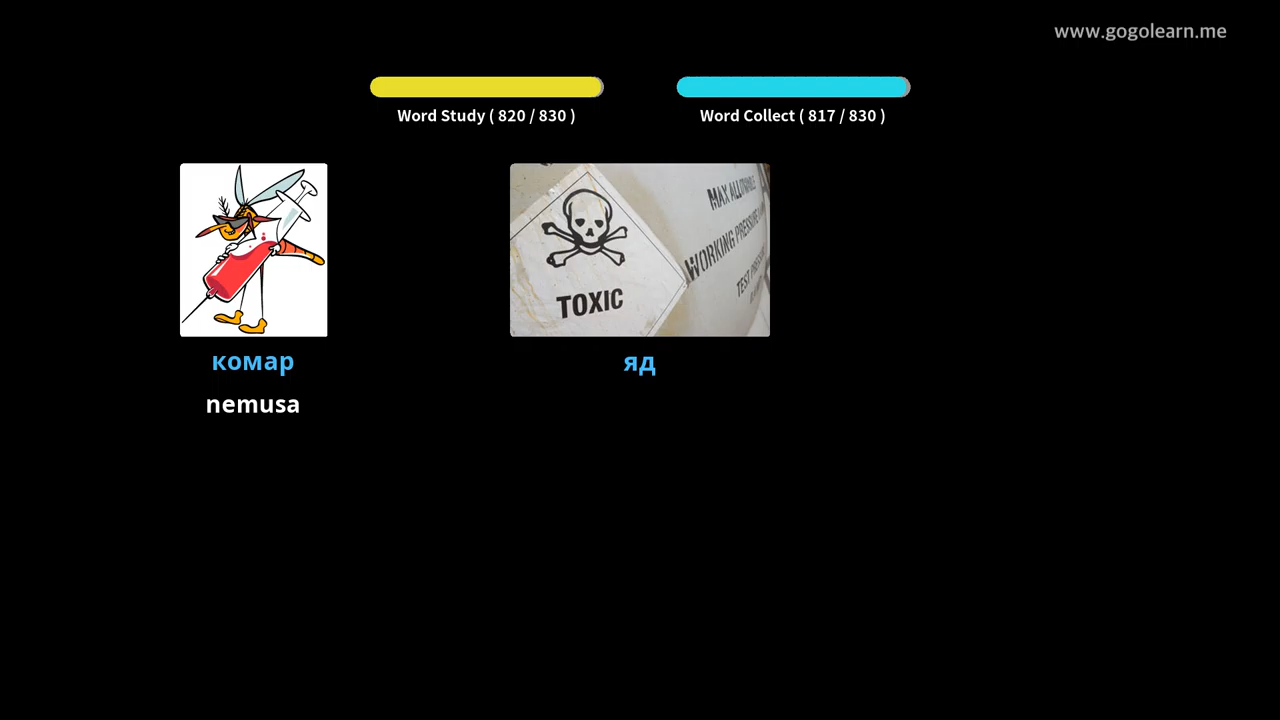 www.gogolearn.me
Word Study ( 820 / 830 )
Word Collect ( 817 / 830 )
MAX ALLOWABLE
WORKING PRESSURE
TEST PRESSURE
TOXIC
комар
яд
nemusa